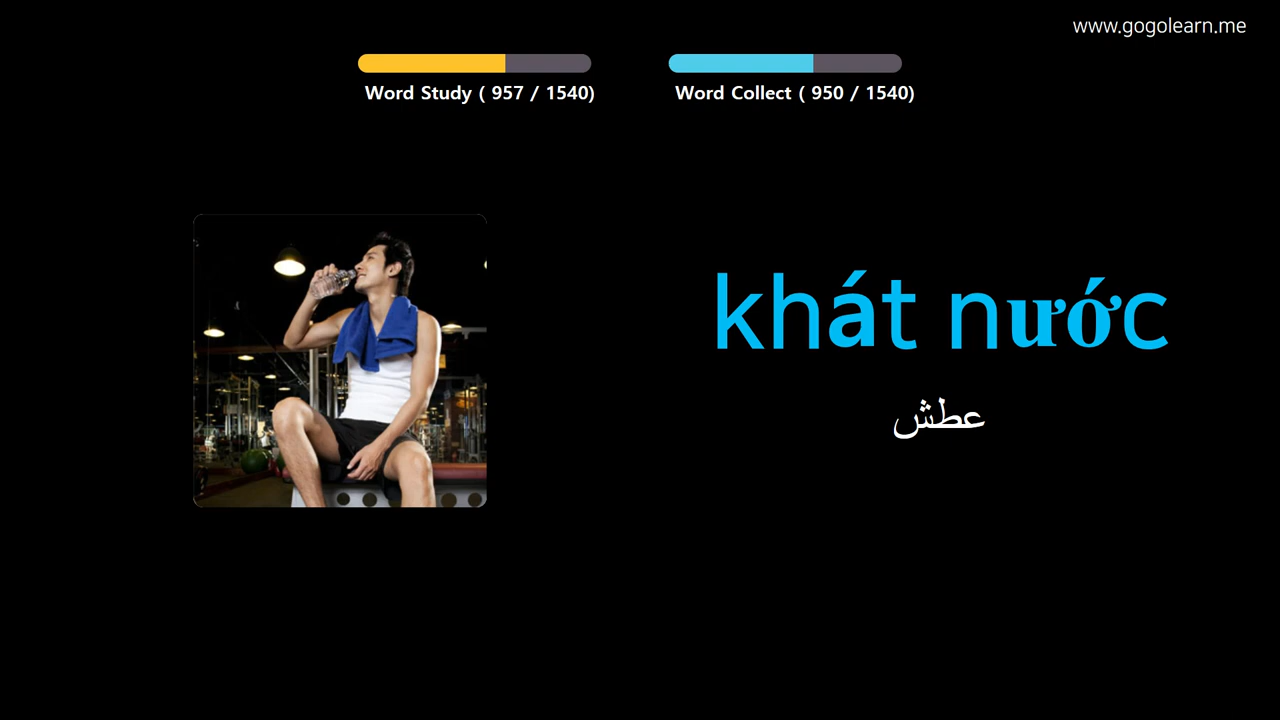 www.gogolearn.me
Word Study ( 957 / 1540)
Word Collect ( 950 / 1540)
khát nước
عطش